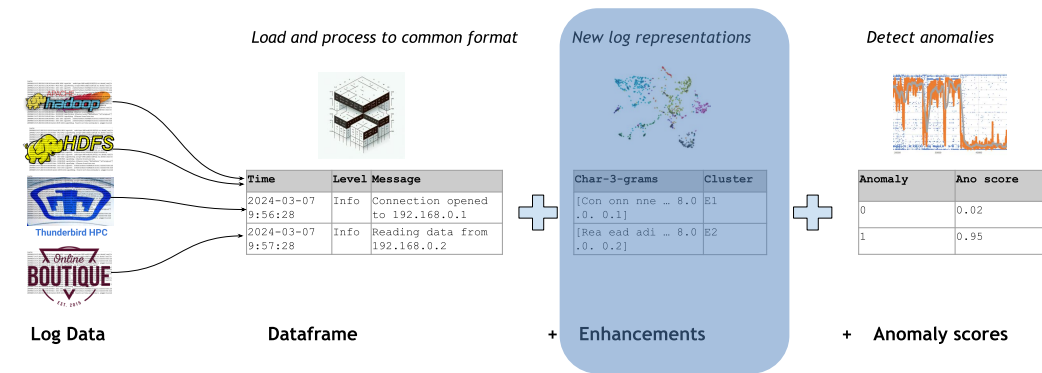 Load and process to common format
New log representations
Detect anomalies
APACHE
hadoop
HDFS
Thunderbird HPC
Online
BOUTIQUE
EST. 2019
Time Level Message
2024-03-07 Info Connection opened
9:56:28 to 192.168.0.1
2024-03-07 Info Reading data from
9:57:28 192.168.0.2
Char-3-grams Cluster
[Con onn nne … 8.0 E1
.0. 0.1]
[Rea ead adi … 8.0 E2
.0. 0.2]
Anomaly Ano score
0 0.02
1 0.95
Log Data Dataframe + Enhancements + Anomaly scores